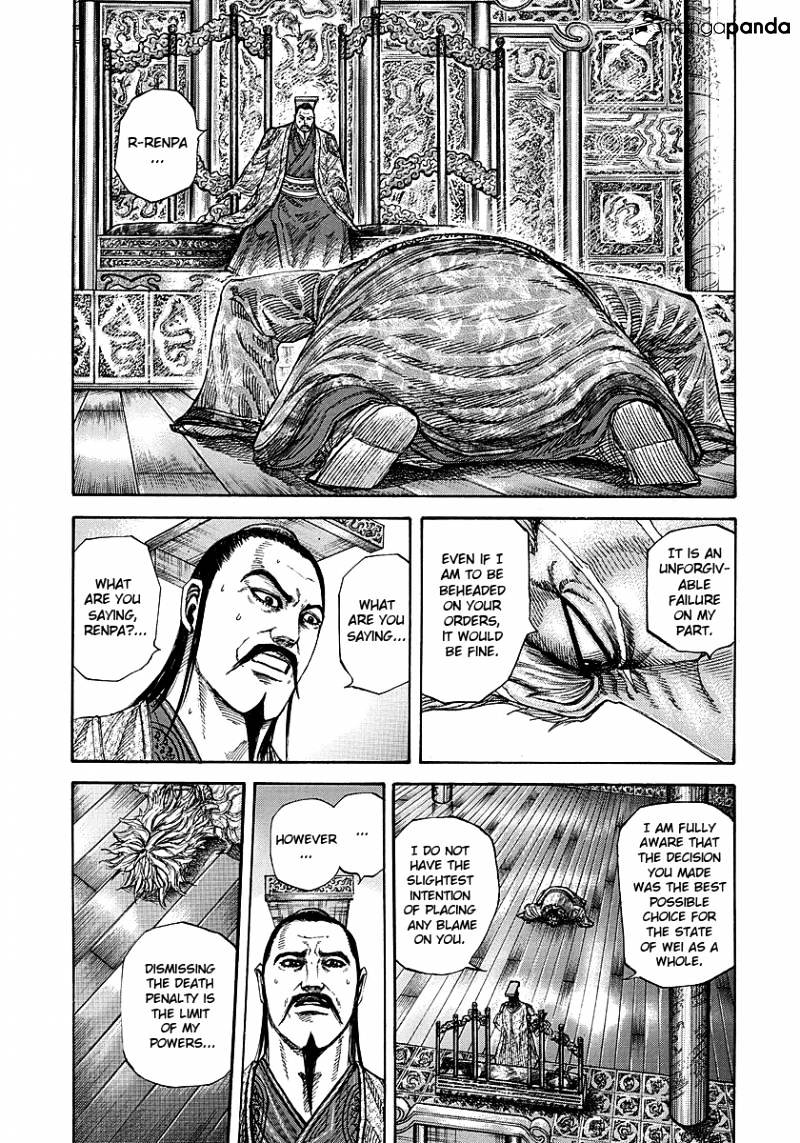 mangapanda
R-RENPA
...
IT IS AN
UNFORGIV-
ABLE
FAILURE
ON MY
PART.
EVEN IF I
AM TO BE
BEHEADED
ON YOUR
ORDERS,
IT WOULD
BE FINE.
WHAT
ARE YOU
SAYING...
WHAT
ARE YOU
SAYING,
RENPA?...
I AM FULLY
AWARE THAT
THE DECISION
YOU MADE
WAS THE BEST
POSSIBLE
CHOICE FOR
THE STATE
OF WEI AS A
WHOLE.
I DO NOT
HAVE THE
SLIGHTEST
INTENTION
OF PLACING
ANY BLAME
ON YOU.
...
HOWEVER
...
DISMISSING
THE DEATH
PENALTY IS
THE LIMIT
OF MY
POWERS...